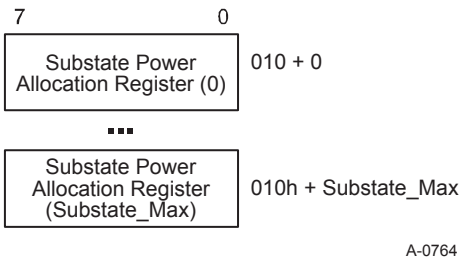 7 0
Substate Power
Allocation Register (0)
010 + 0
...
Substate Power
Allocation Register
(Substate_Max)
010h + Substate_Max
A-0764